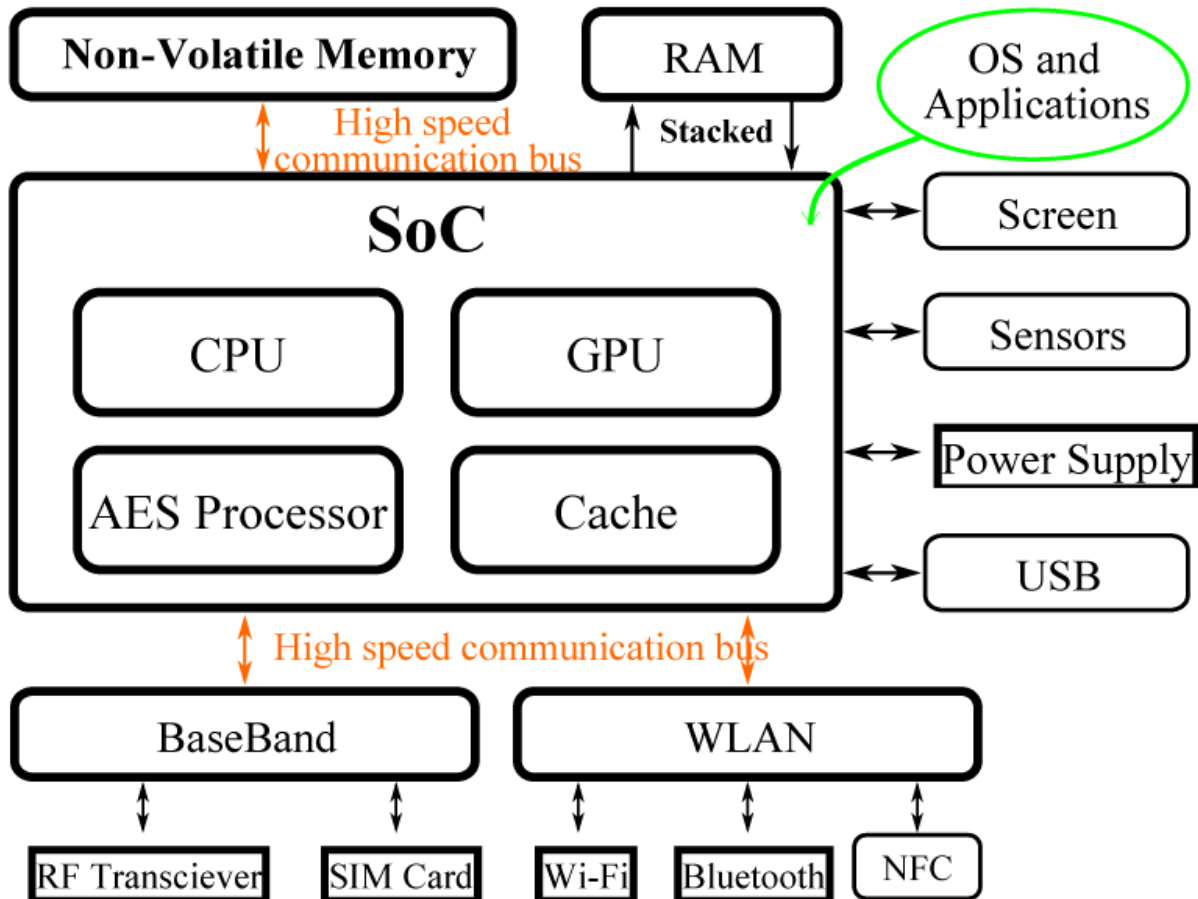 Non-Volatile Memory
RAM
OS and
Applications
High speed
communication bus
Stacked
SoC
Screen
CPU
GPU
Sensors
AES Processor
Cache
Power Supply
USB
High speed communication bus
BaseBand
WLAN
RF Transciever
SIM Card
Wi-Fi
Bluetooth
NFC